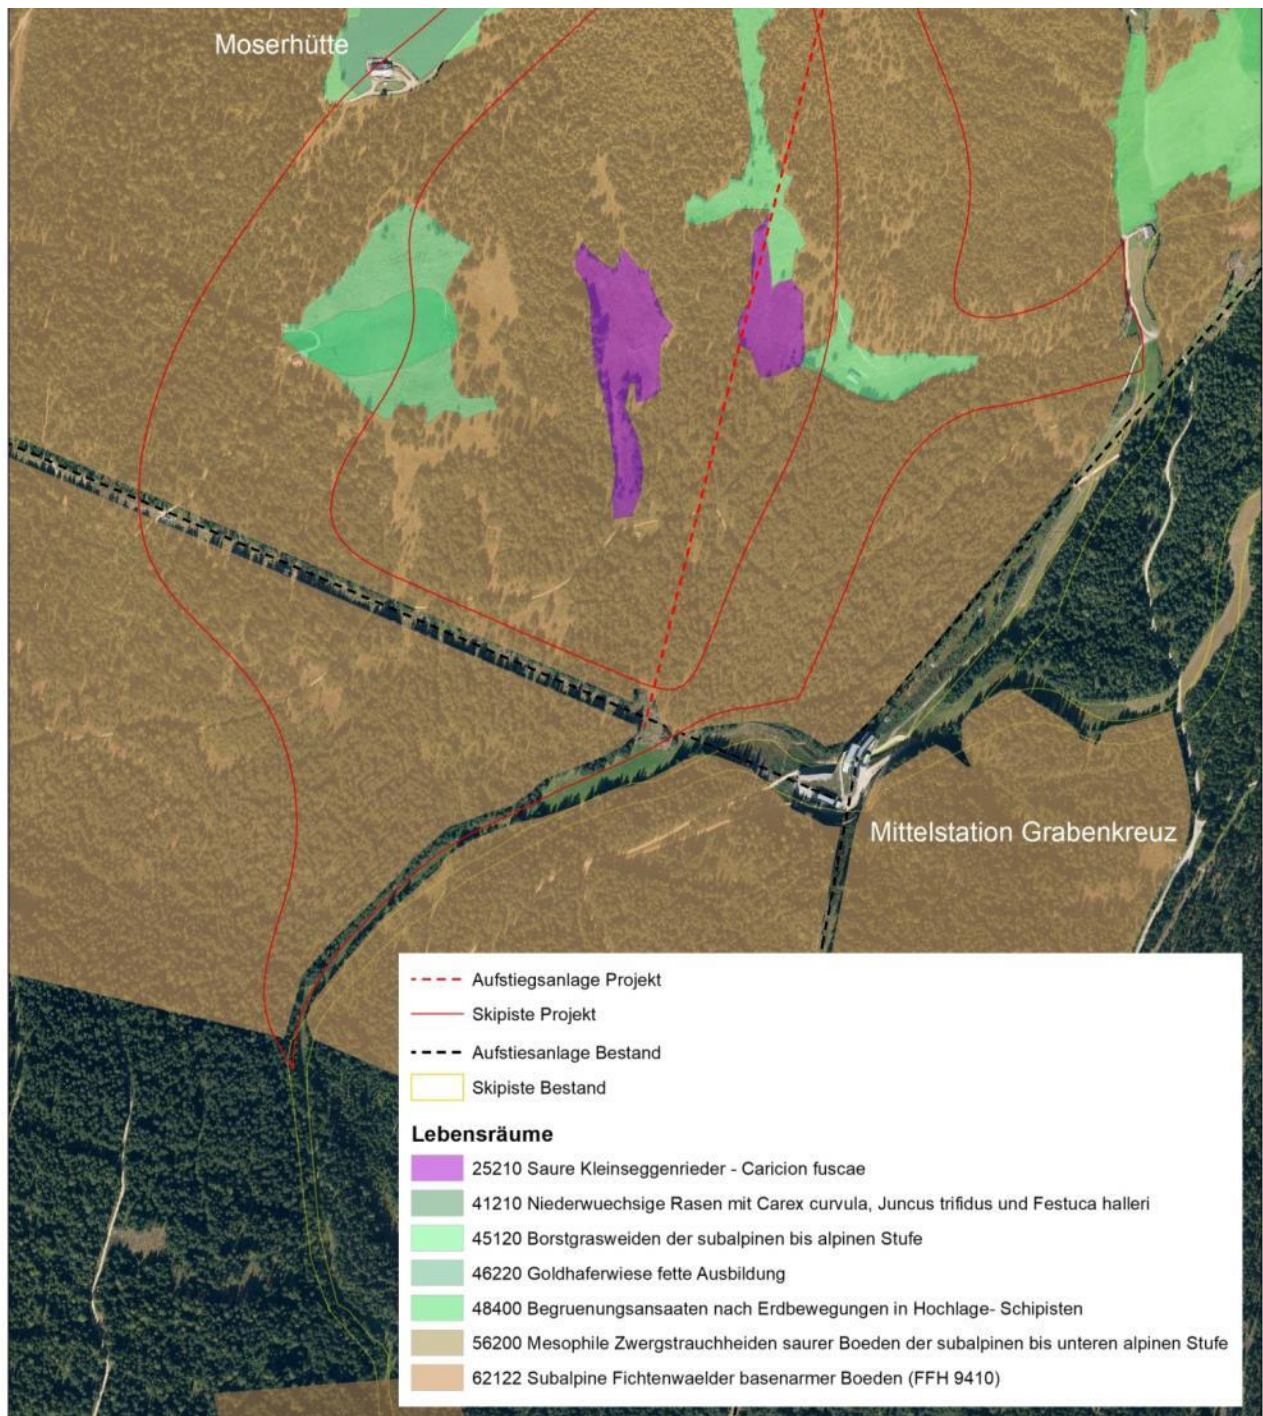 Moserhütte
Mittelstation Grabenkreuz
Aufstiegsanlage Projekt
Skipiste Projekt
Aufstiesanlage Bestand
Skipiste Bestand
Lebensräume
25210 Saure Kleinseggenrieder - Caricion fuscae
41210 Niederwuechsige Rasen mit Carex curvula, Juncus trifidus und Festuca halleri
45120 Borstgrasweiden der subalpinen bis alpinen Stufe
46220 Goldhaferwiese fette Ausbildung
48400 Begruenungsansaaten nach Erdbewegungen in Hochlage- Schipisten
56200 Mesophile Zwergstrauchheiden saurer Boeden der subalpinen bis unteren alpinen Stufe
62122 Subalpine Fichtenwaelder basenarmer Boeden (FFH 9410)